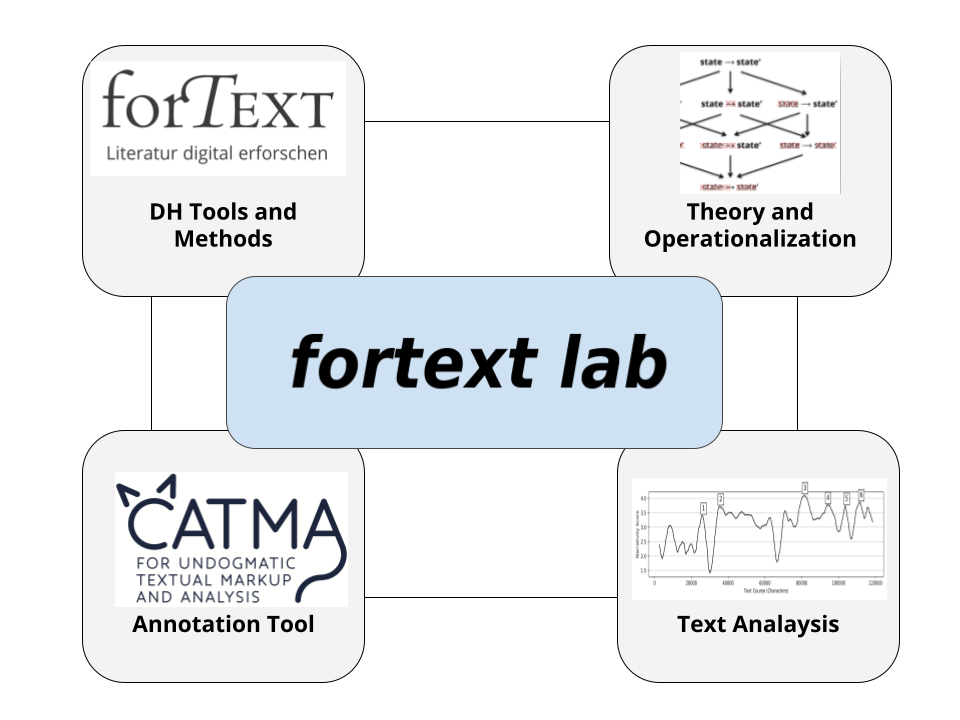 forTEXT
Literatur digital erforschen
DH Tools and
Methods
state → state'
state ⇎ state' state → state'
state ⇎ state' state → state'
state ⇎ state'
Theory and
Operationalization
fortext lab
CATMA
FOR UNDOGMATIC
TEXTUAL MARKUP
AND ANALYSIS
Annotation Tool
1 2 3 4 5 6
4.0
3.5
3.0
2.5
2.0
1.5
0 20000 40000 60000 80000 100000 120000
Text Course (Characters)
Text Analaysis